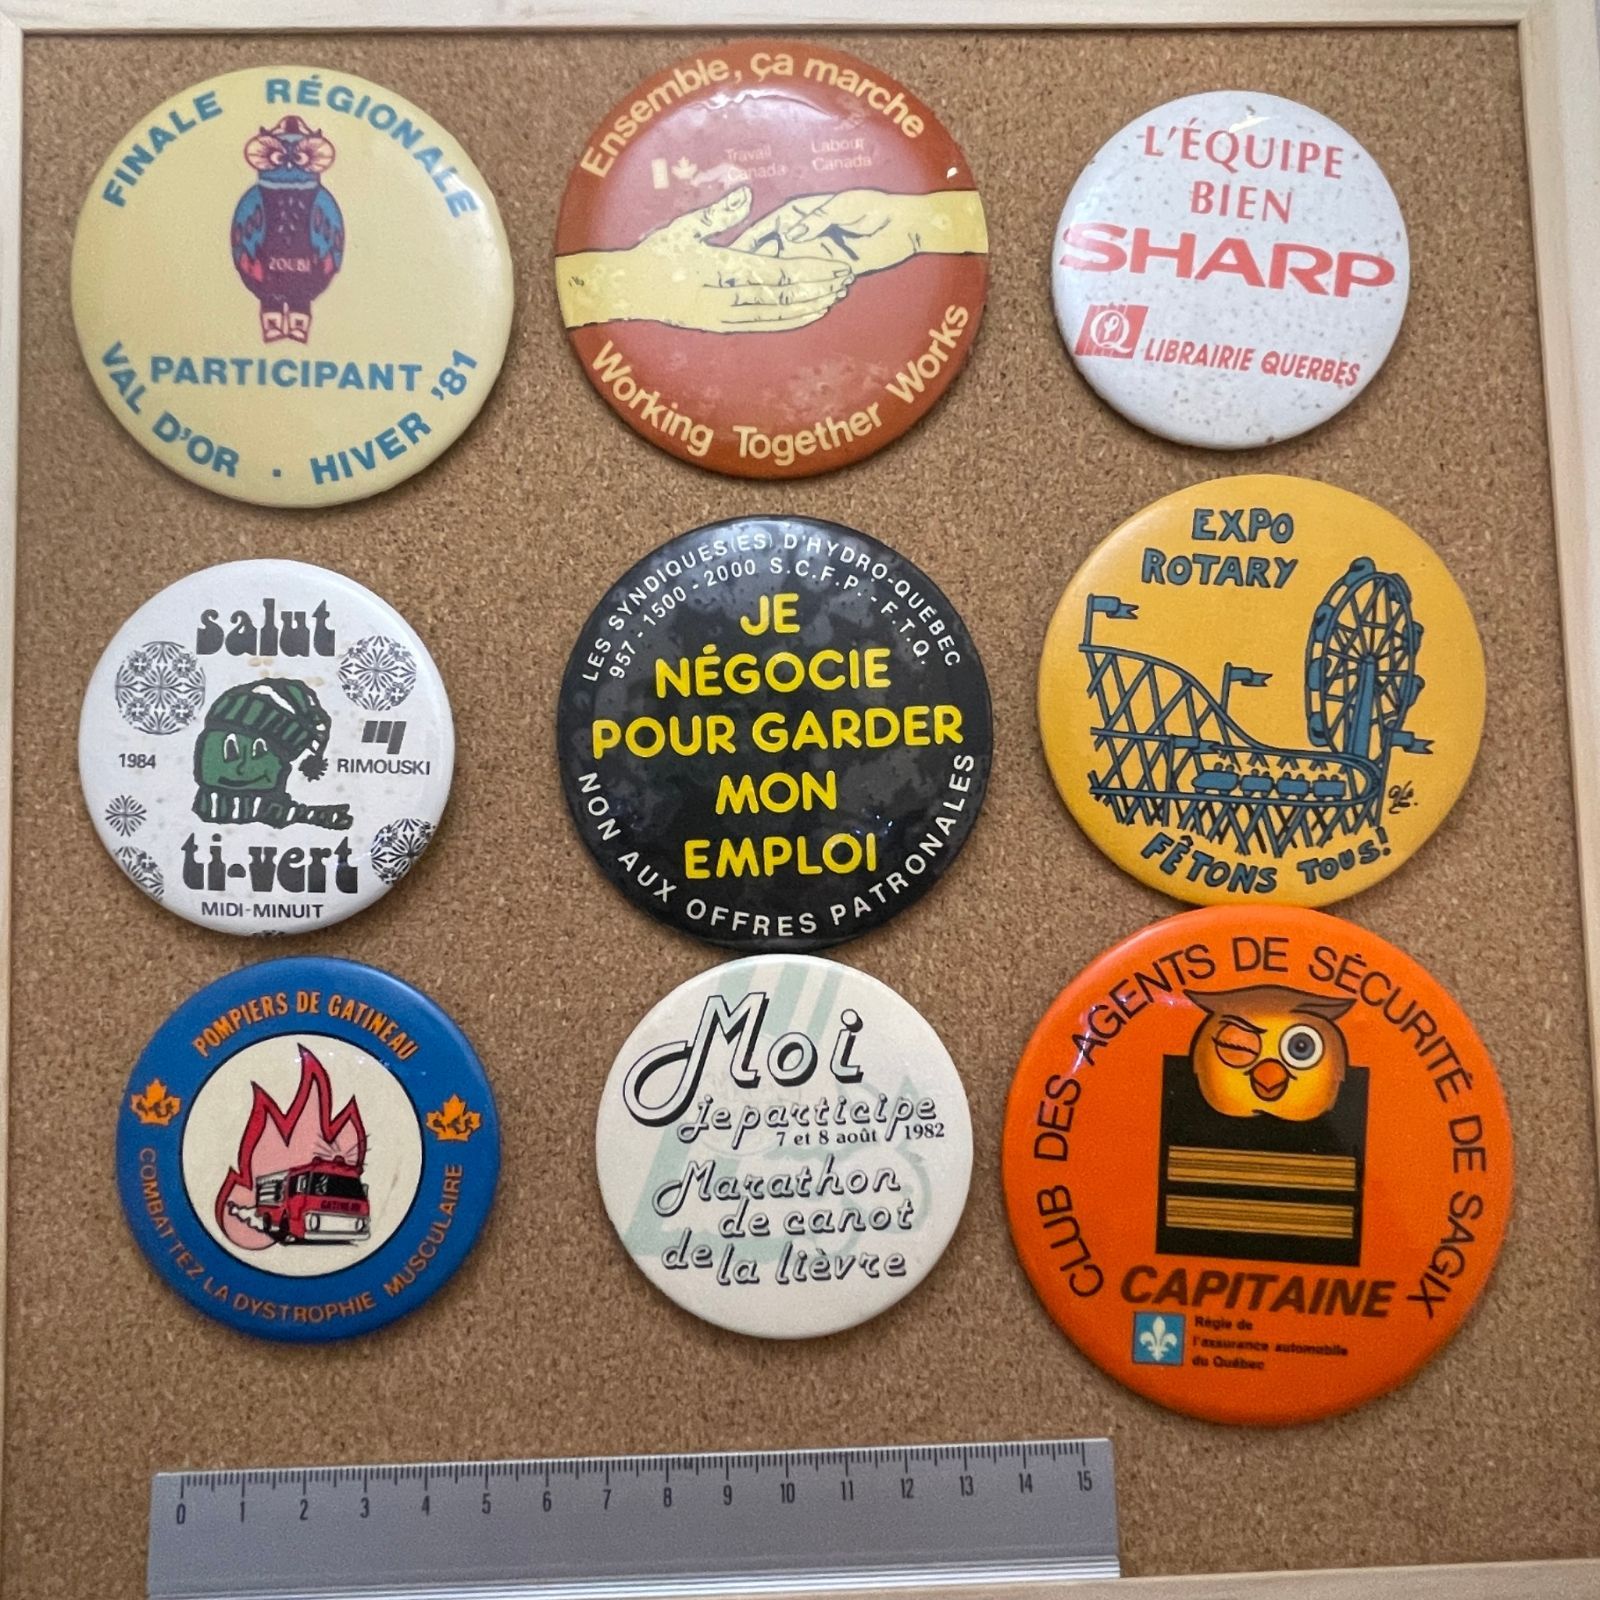 FINALE RÉGIONALE
ZOUBI
PARTICIPANT
VAL D'OR · HIVER '81
Ensemble, ça marche
Travail Canada
Labour Canada
Working Together Works
L'ÉQUIPE
BIEN
SHARP
Q LIBRAIRIE QUERBES
salut
1984
RIMOUSKI
ti-vert
MIDI-MINUIT
LES SYNDIQUES(ES) D'HYDRO-QUÉBEC
957 - 1500 - 2000 S.C.F.P. - F.T.Q.
JE
NÉGOCIE
POUR GARDER
MON
EMPLOI
NON AUX OFFRES PATRONALES
EXPO
ROTARY
FÊTONS TOUS!
POMPIERS DE GATINEAU
GATINEAU
COMBATTEZ LA DYSTROPHIE MUSCULAIRE
Moi
je participe
7 et 8 août 1982
Marathon
de canot
de la lièvre
CLUB DES AGENTS DE SÉCURITÉ DE SAGIX
CAPITAINE
Régie de
l'assurance automobile
du Québec
0 1 2 3 4 5 6 7 8 9 10 11 12 13 14 15